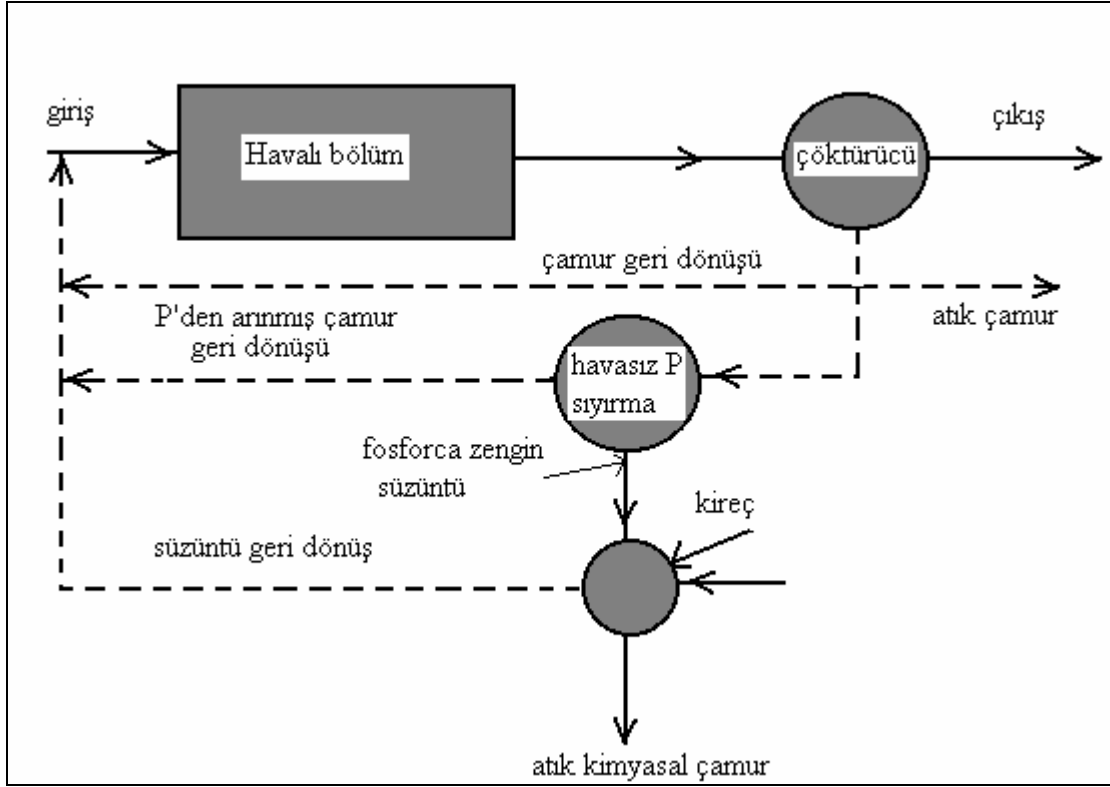 giriş
Havalı bölüm
çöktürücü
çıkış
çamur geri dönüşü
atık çamur
P'den arınmış çamur
geri dönüşü
havasız P
sıyırma
fosforca zengin
süzüntü
kireç
süzüntü geri dönüş
atık kimyasal çamur